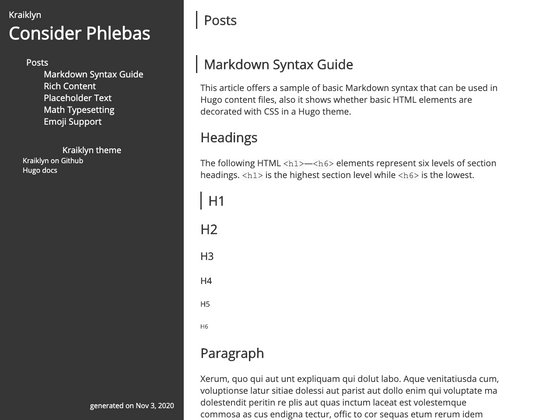 Kraiklyn
Consider Phlebas
Posts
Markdown Syntax Guide
Rich Content
Placeholder Text
Math Typesetting
Emoji Support
Kraiklyn theme
Kraiklyn on Github
Hugo docs
generated on Nov 3, 2020
Posts
Markdown Syntax Guide
This article offers a sample of basic Markdown syntax that can be used in
Hugo content files, also it shows whether basic HTML elements are
decorated with CSS in a Hugo theme.
Headings
The following HTML <h1>—<h6> elements represent six levels of section
headings. <h1> is the highest section level while <h6> is the lowest.
H1
H2
H3
H4
H5
H6
Paragraph
Xerum, quo qui aut unt expliquam qui dolut labo. Aque venitatiusda cum,
voluptionse latur sitiae dolessi aut parist aut dollo enim qui voluptate ma
dolestendit peritin re plis aut quas inctum laceat est volestemque
commosa as cus endigna tectur, offic to cor sequas etum rerum idem